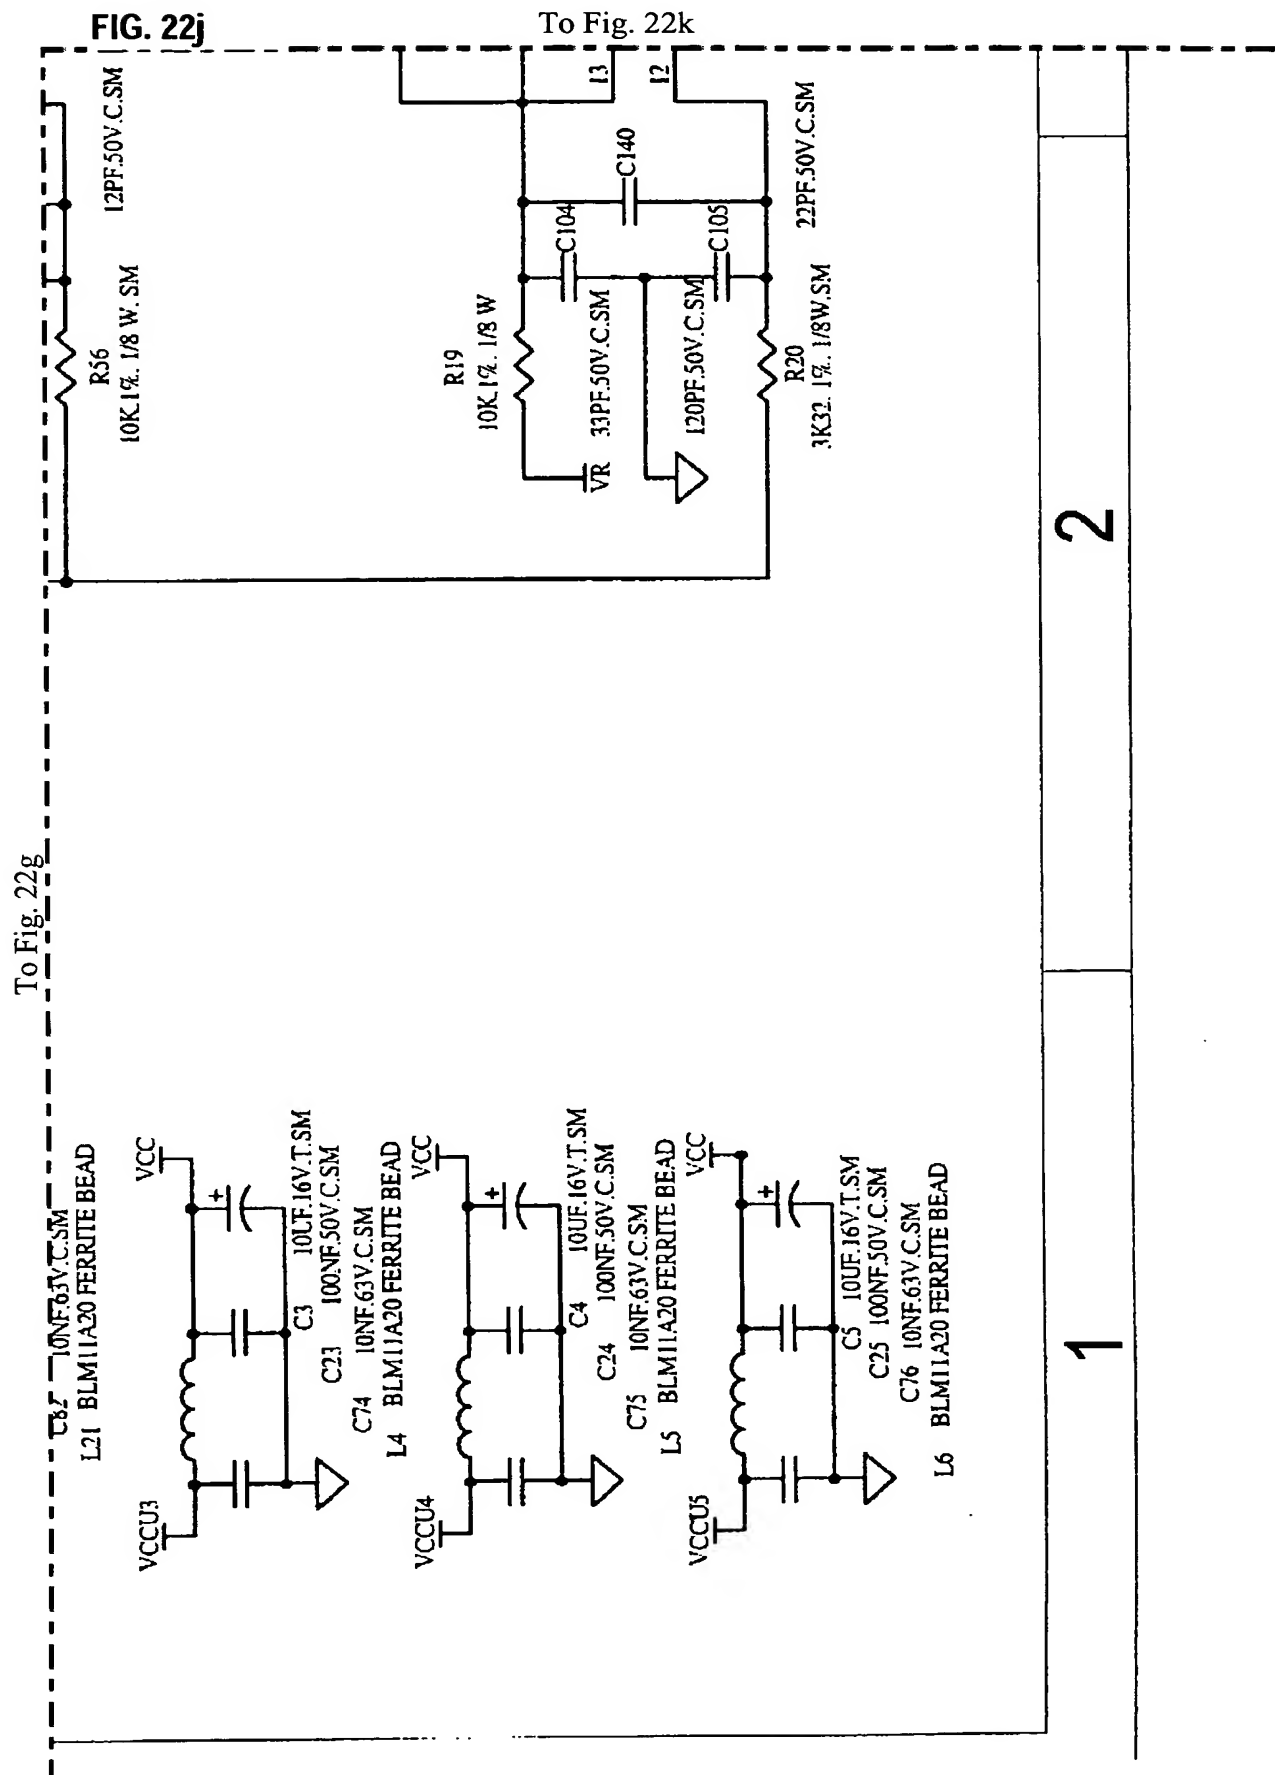 FIG. 22j
To Fig. 22k
To Fig. 22g
12PF.50V.C.SM
R56
10K.1%. 1/8 W. SM
13
12
C140
C104
C105
22PF.50V.C.SM
R19
10K.1%. 1/8 W
33PF.50V.C.SM
VR
120PF.50V.C.SM
R20
3K32. 1%. 1/8W.SM
2
C82 10NF.63V.C.SM
L21 BLM11A20 FERRITE BEAD
VCC
+
VCCU3
C3 10UF.16V.T.SM
C23 100NF.50V.C.SM
C74 10NF.63V.C.SM
L4 BLM11A20 FERRITE BEAD
VCC
+
VCCU4
C4 10UF.16V.T.SM
C24 100NF.50V.C.SM
C75 10NF.63V.C.SM
L5 BLM11A20 FERRITE BEAD
VCC
+
VCCU5
C5 10UF.16V.T.SM
C25 100NF.50V.C.SM
C76 10NF.63V.C.SM
L6 BLM11A20 FERRITE BEAD
1